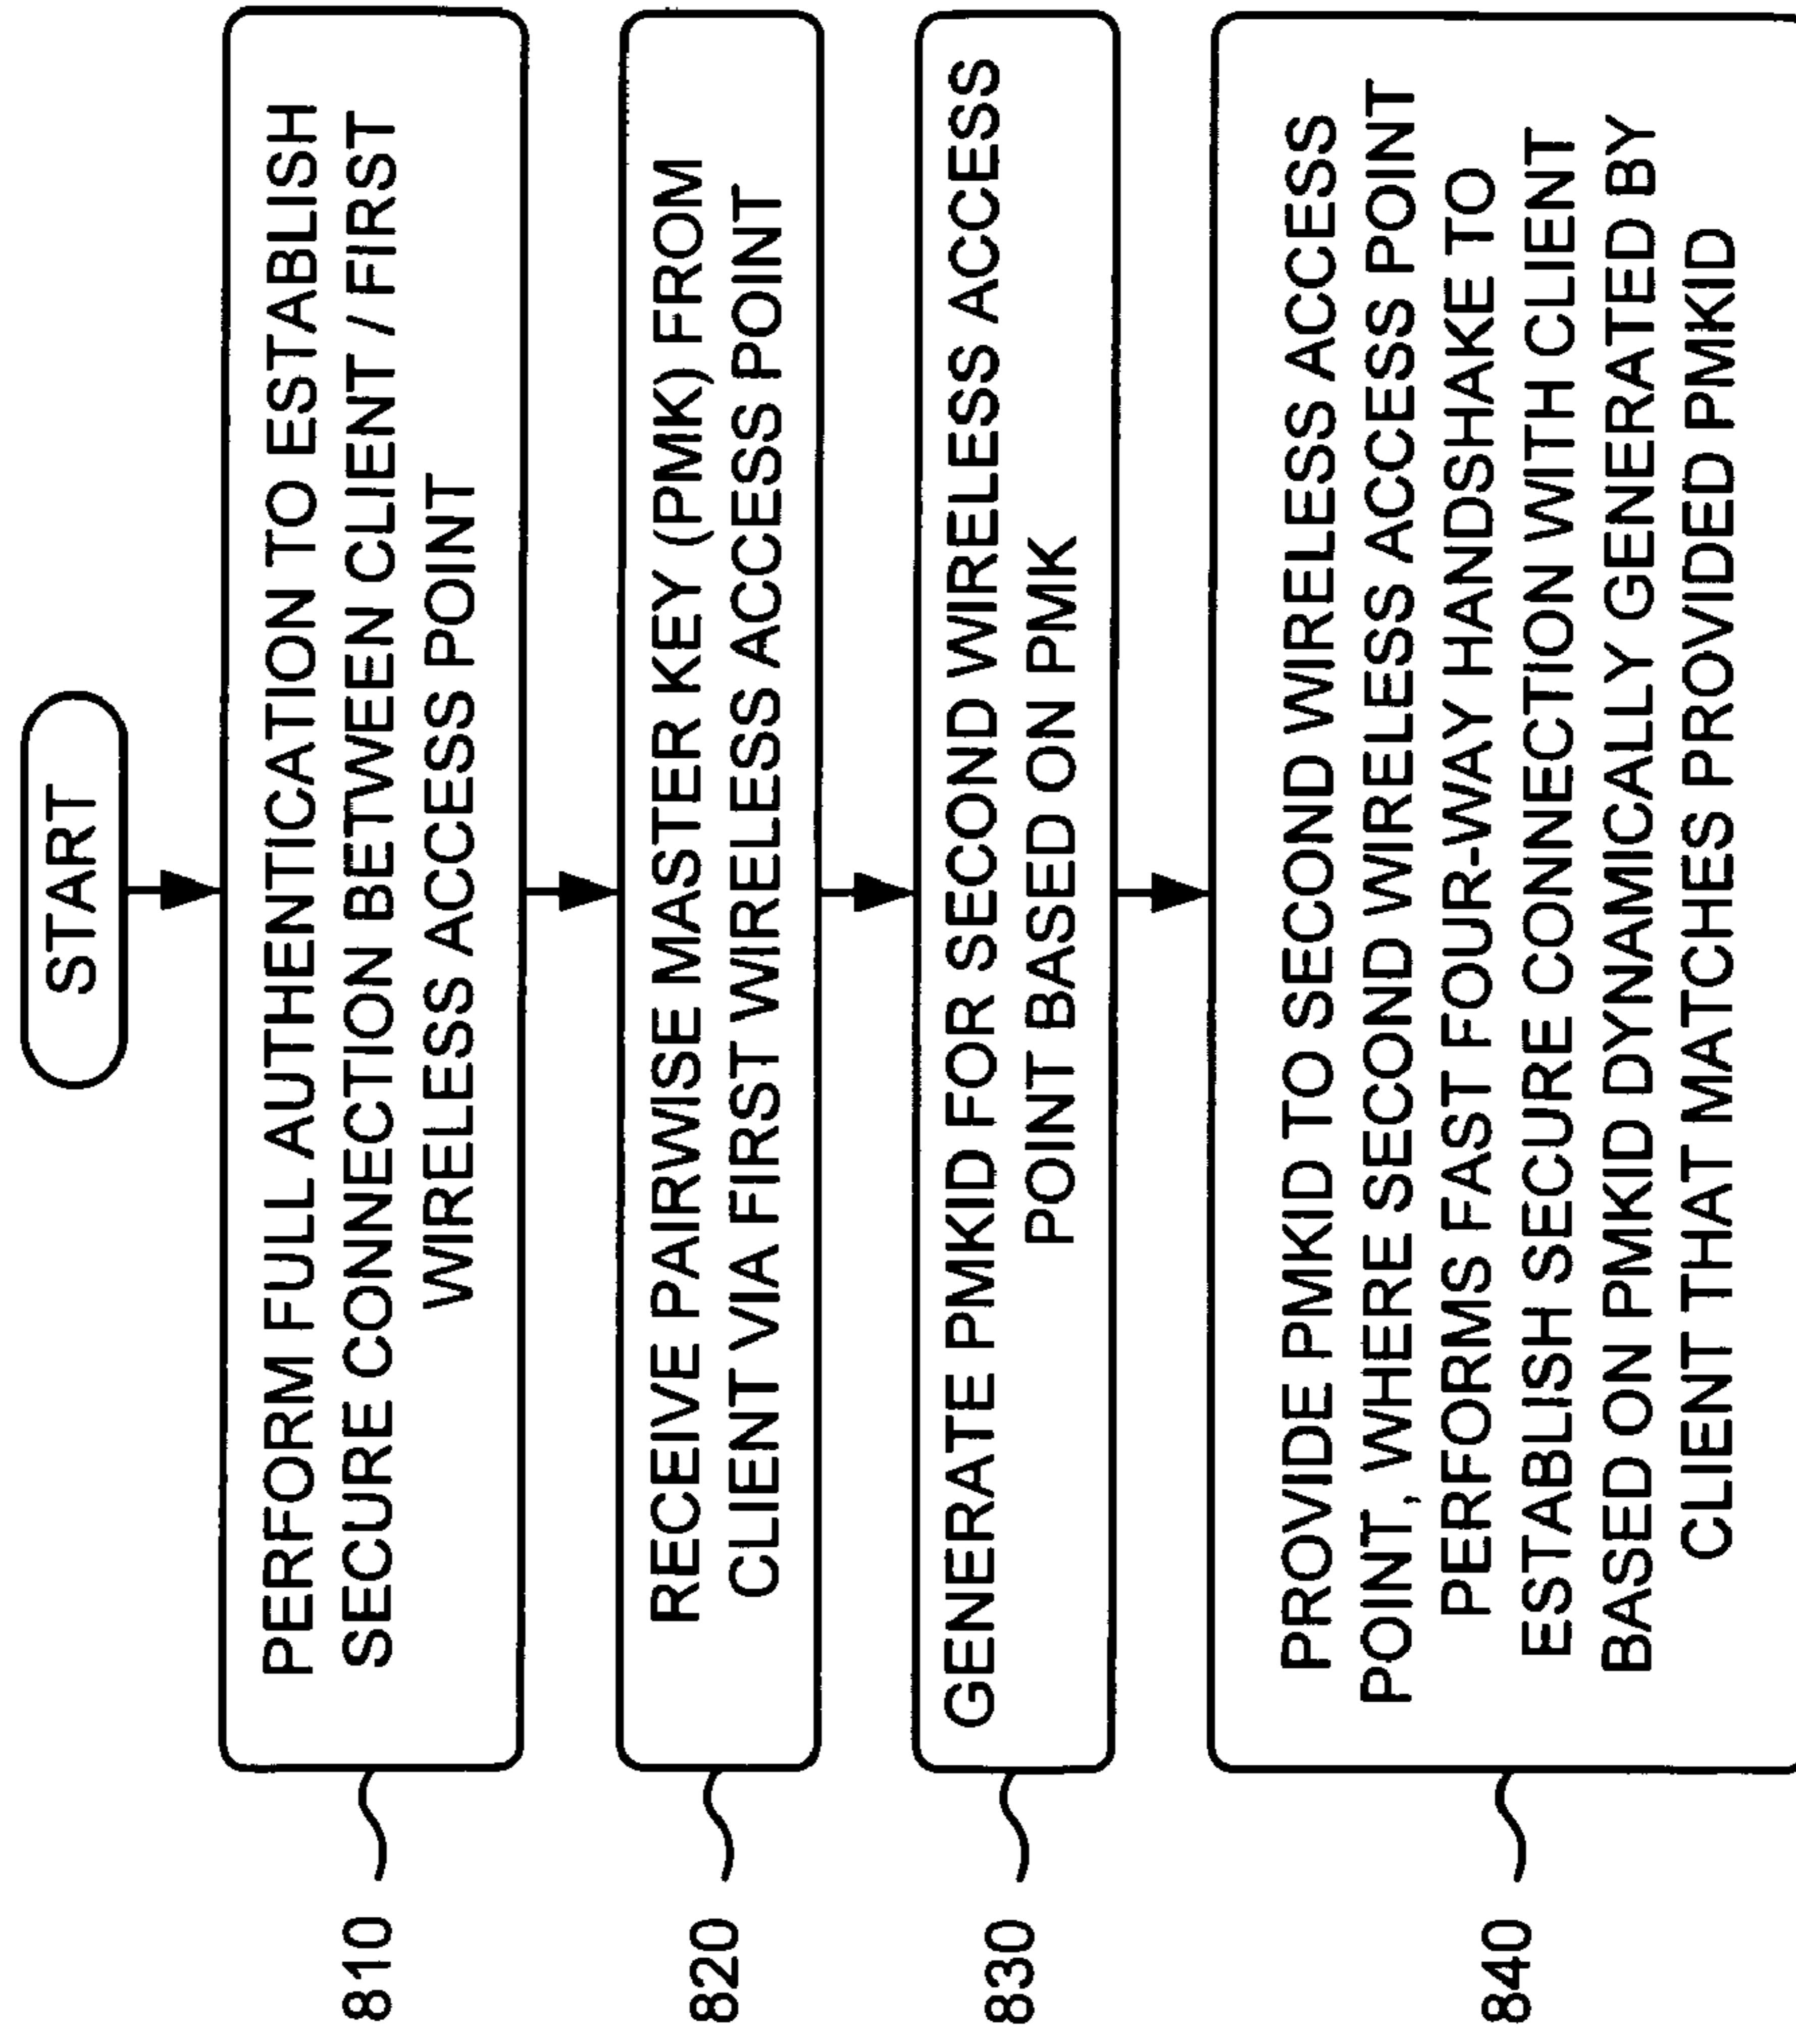 START
PERFORM FULL AUTHENTICATION TO ESTABLISH
SECURE CONNECTION BETWEEN CLIENT / FIRST
WIRELESS ACCESS POINT
810
RECEIVE PAIRWISE MASTER KEY (PMK) FROM
CLIENT VIA FIRST WIRELESS ACCESS POINT
820
GENERATE PMKID FOR SECOND WIRELESS ACCESS
POINT BASED ON PMK
830
PROVIDE PMKID TO SECOND WIRELESS ACCESS
POINT, WHERE SECOND WIRELESS ACCESS POINT
PERFORMS FAST FOUR-WAY HANDSHAKE TO
ESTABLISH SECURE CONNECTION WITH CLIENT
BASED ON PMKID DYNAMICALLY GENERATED BY
CLIENT THAT MATCHES PROVIDED PMKID
840